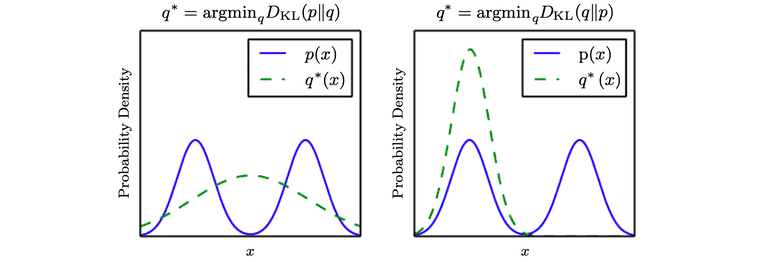 q* = argmin_q D_KL(p∥q)
Probability Density
p(x)
q*(x)
x
q* = argmin_q D_KL(q∥p)
Probability Density
p(x)
q*(x)
x